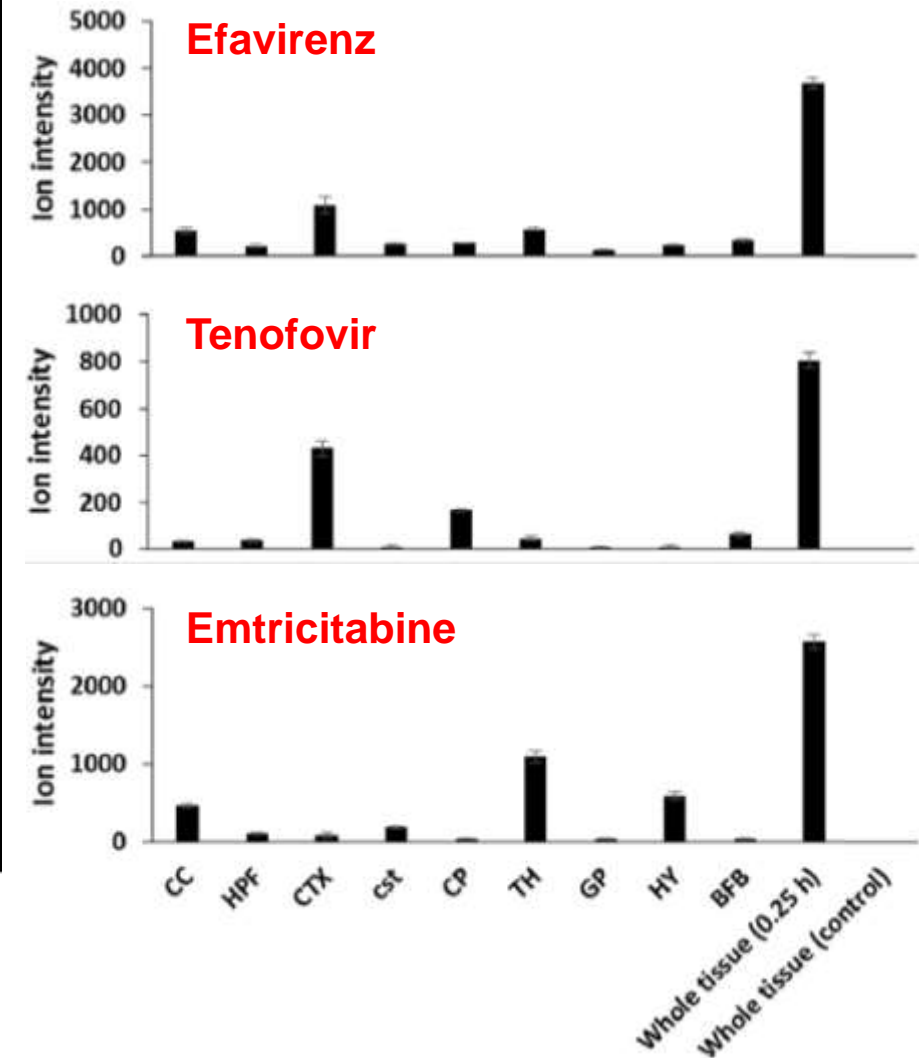 Efavirenz
Ion intensity
5000
4000
3000
2000
1000
0
Tenofovir
Ion intensity
1000
800
600
400
200
0
Emtricitabine
Ion intensity
3000
2000
1000
0
CC
HPF
CTX
cst
CP
TH
GP
HY
BFB
Whole tissue (0.25 h)
Whole tissue (control)